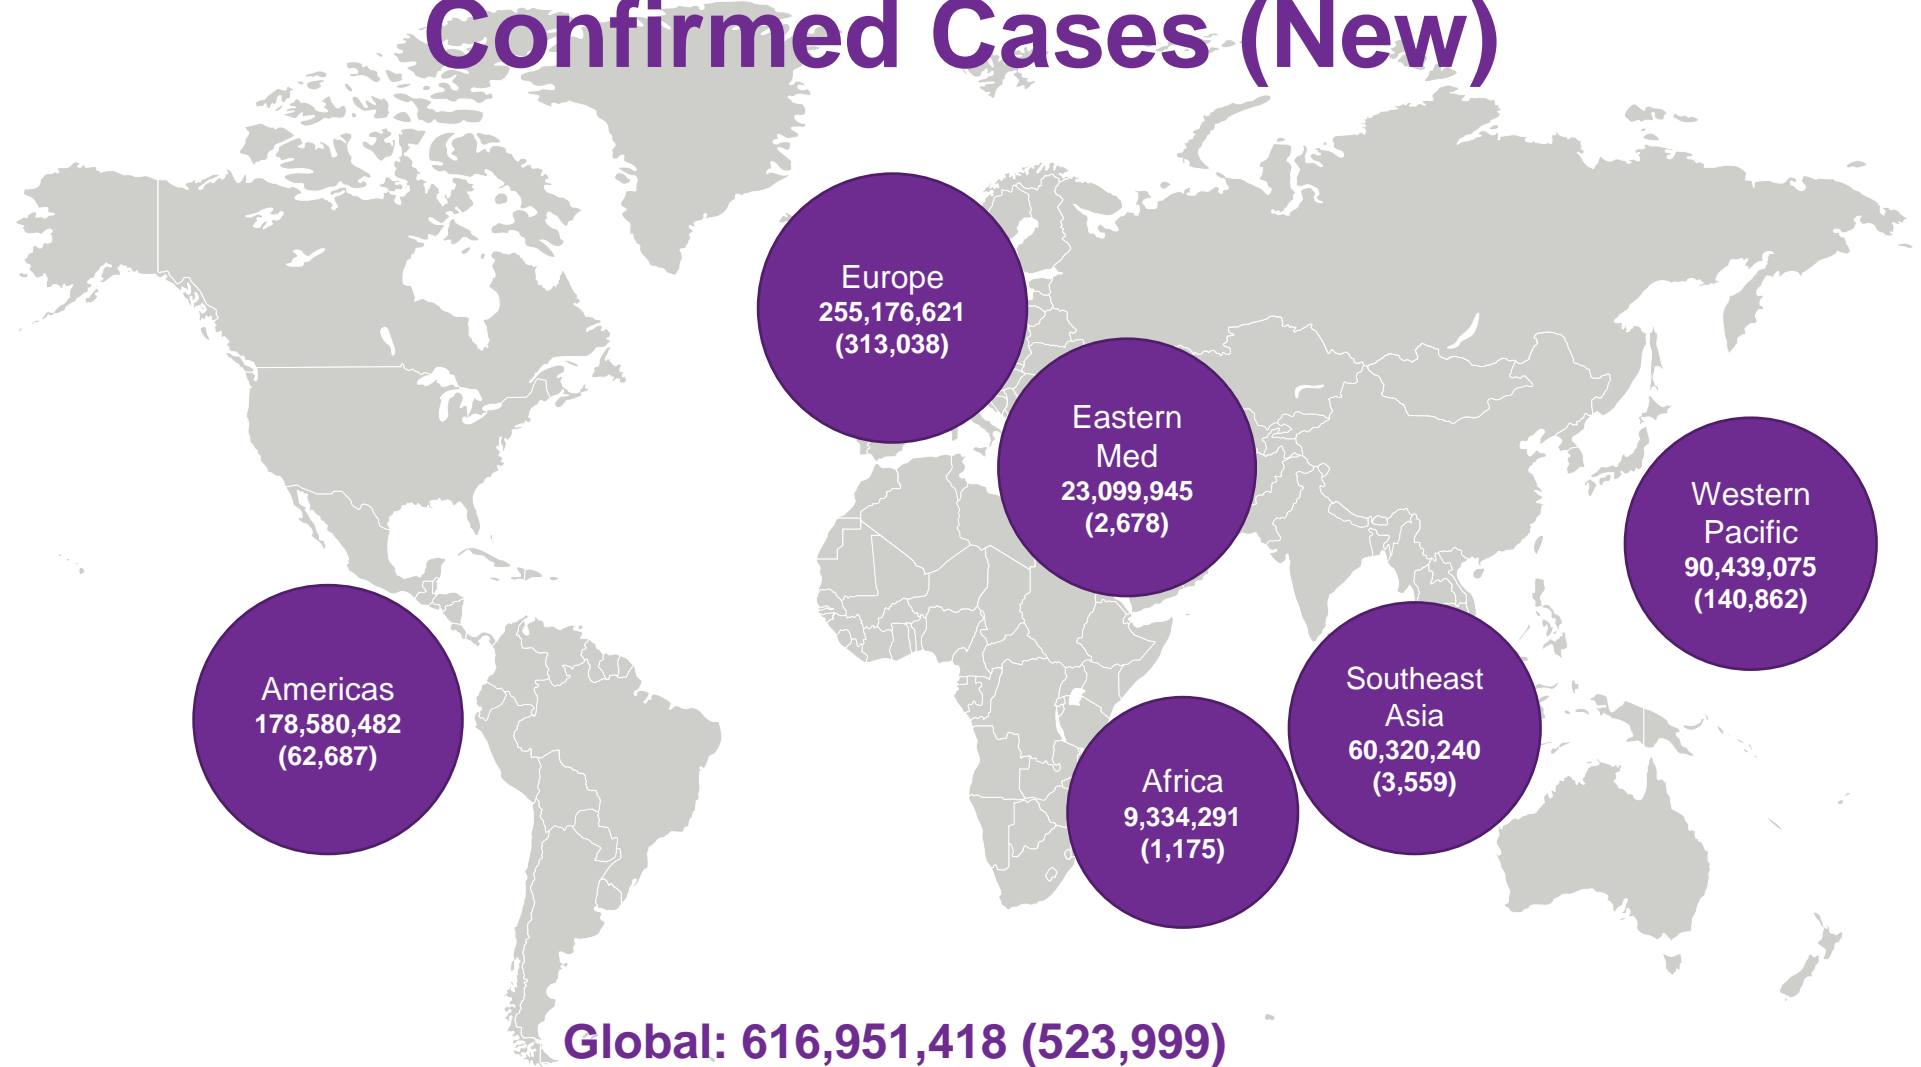 Confirmed Cases (New)
Europe
255,176,621
(313,038)
Eastern
Med
23,099,945
(2,678)
Western
Pacific
90,439,075
(140,862)
Americas
178,580,482
(62,687)
Southeast
Asia
60,320,240
(3,559)
Africa
9,334,291
(1,175)
Global: 616,951,418 (523,999)